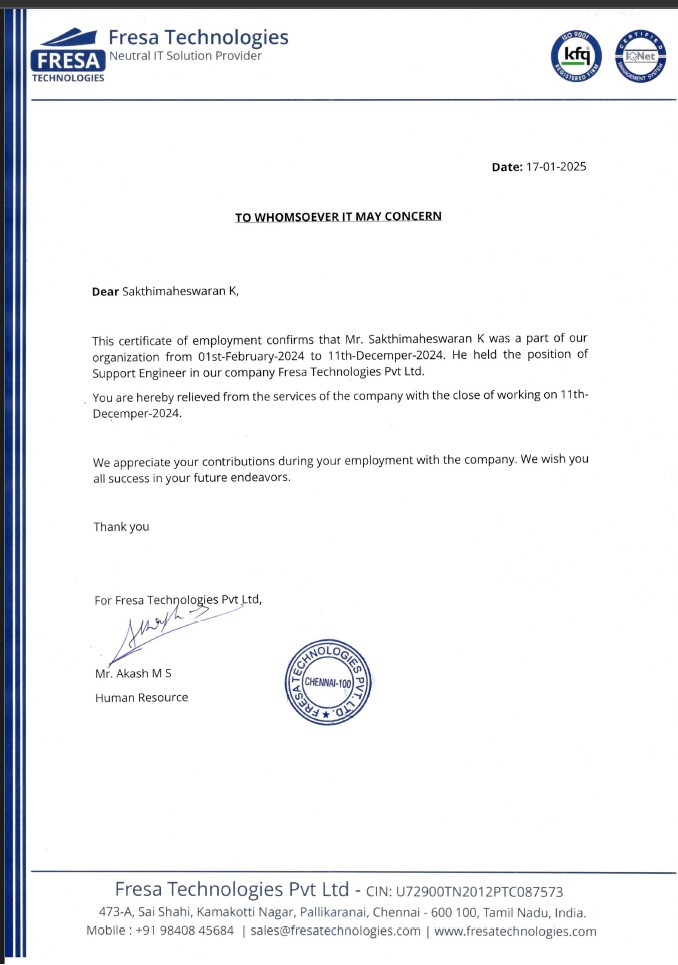 FRESA
TECHNOLOGIES
Fresa Technologies
Neutral IT Solution Provider
ISO 9001
kfq
REGISTERED FIRM
CERTIFIED
IQNet
MANAGEMENT SYSTEM
Date: 17-01-2025
TO WHOMSOEVER IT MAY CONCERN
Dear Sakthimaheswaran K,
This certificate of employment confirms that Mr. Sakthimaheswaran K was a part of our
organization from 01st-February-2024 to 11th-Decemper-2024. He held the position of
Support Engineer in our company Fresa Technologies Pvt Ltd.
You are hereby relieved from the services of the company with the close of working on 11th-
Decemper-2024.
We appreciate your contributions during your employment with the company. We wish you
all success in your future endeavors.
Thank you
For Fresa Technologies Pvt Ltd,
Mr. Akash M S
Human Resource
FRESA TECHNOLOGIES PVT. LTD.
CHENNAI-100
Fresa Technologies Pvt Ltd - CIN: U72900TN2012PTC087573
473-A, Sai Shahi, Kamakotti Nagar, Pallikaranai, Chennai - 600 100, Tamil Nadu, India.
Mobile : +91 98408 45684 | sales@fresatechnologies.com | www.fresatechnologies.com